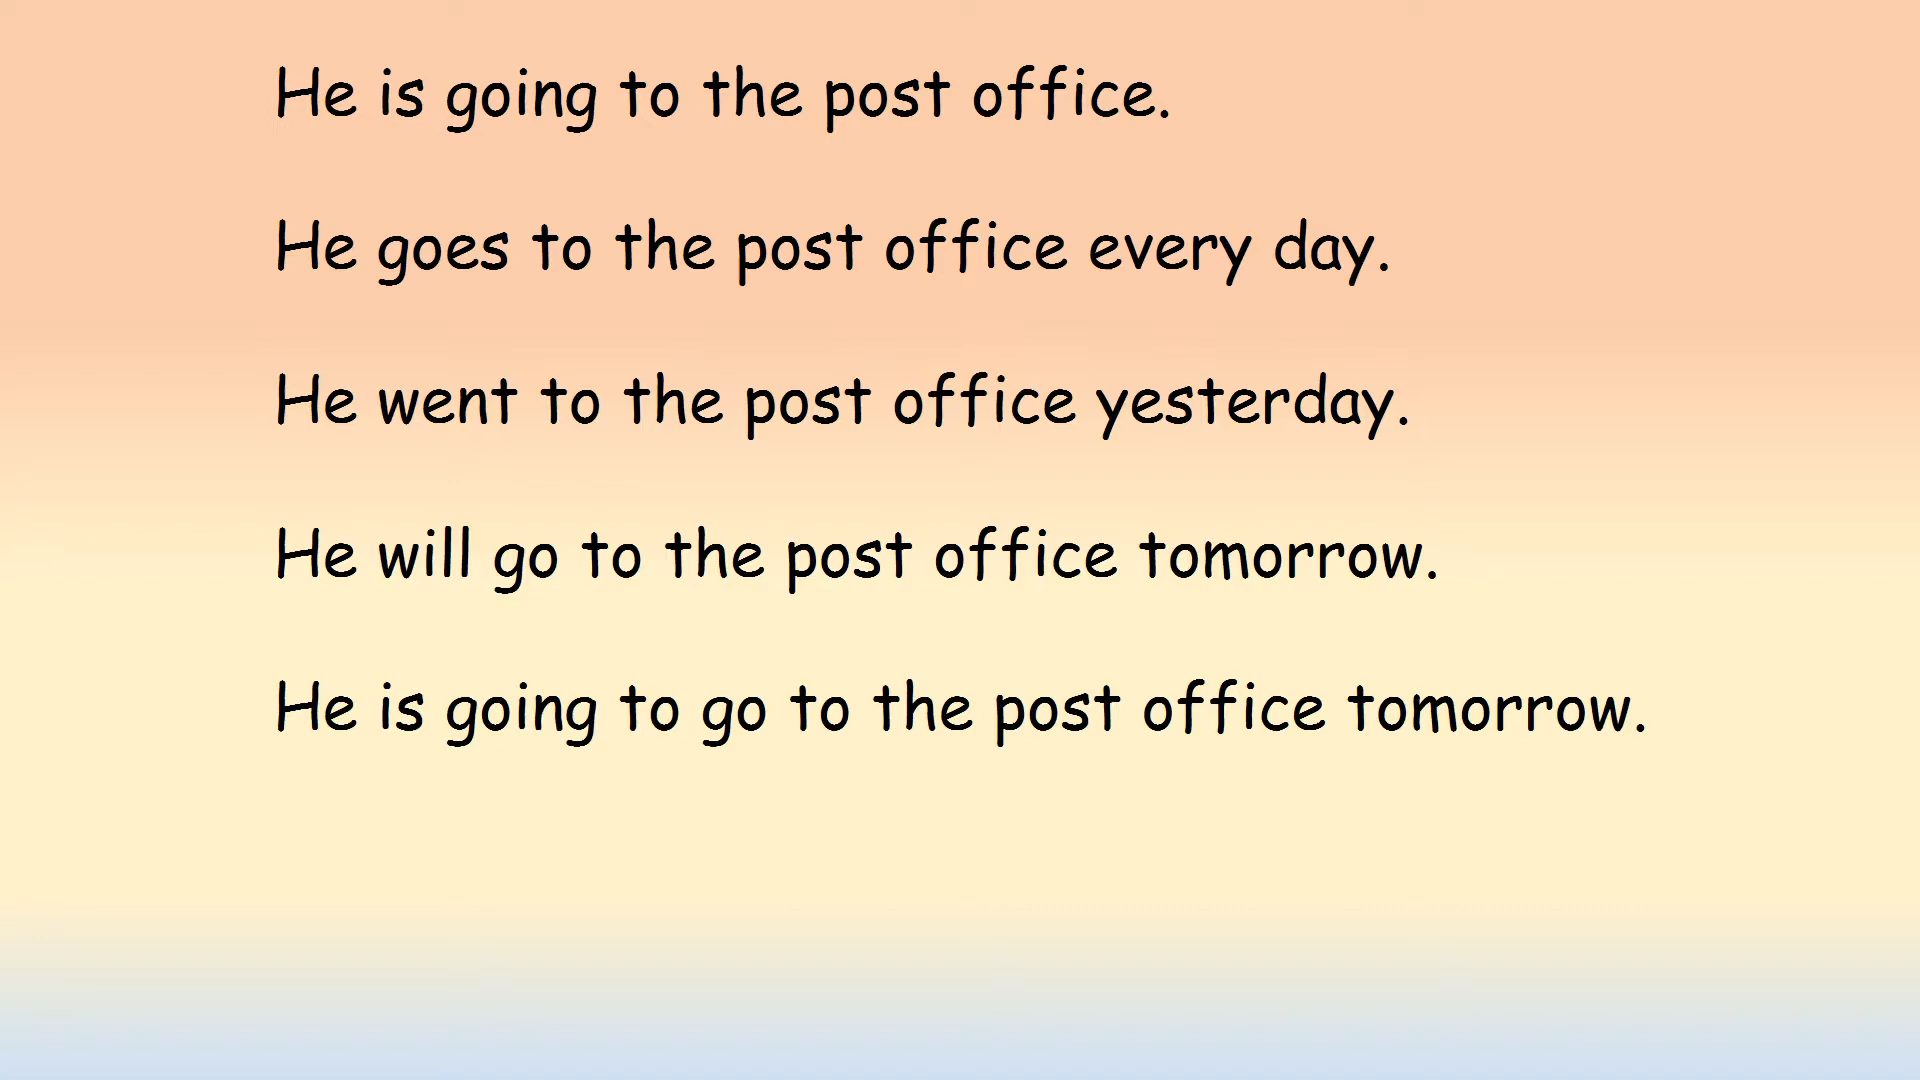 He is going to the post office.
He goes to the post office every day.
He went to the post office yesterday.
He will go to the post office tomorrow.
He is going to go to the post office tomorrow.